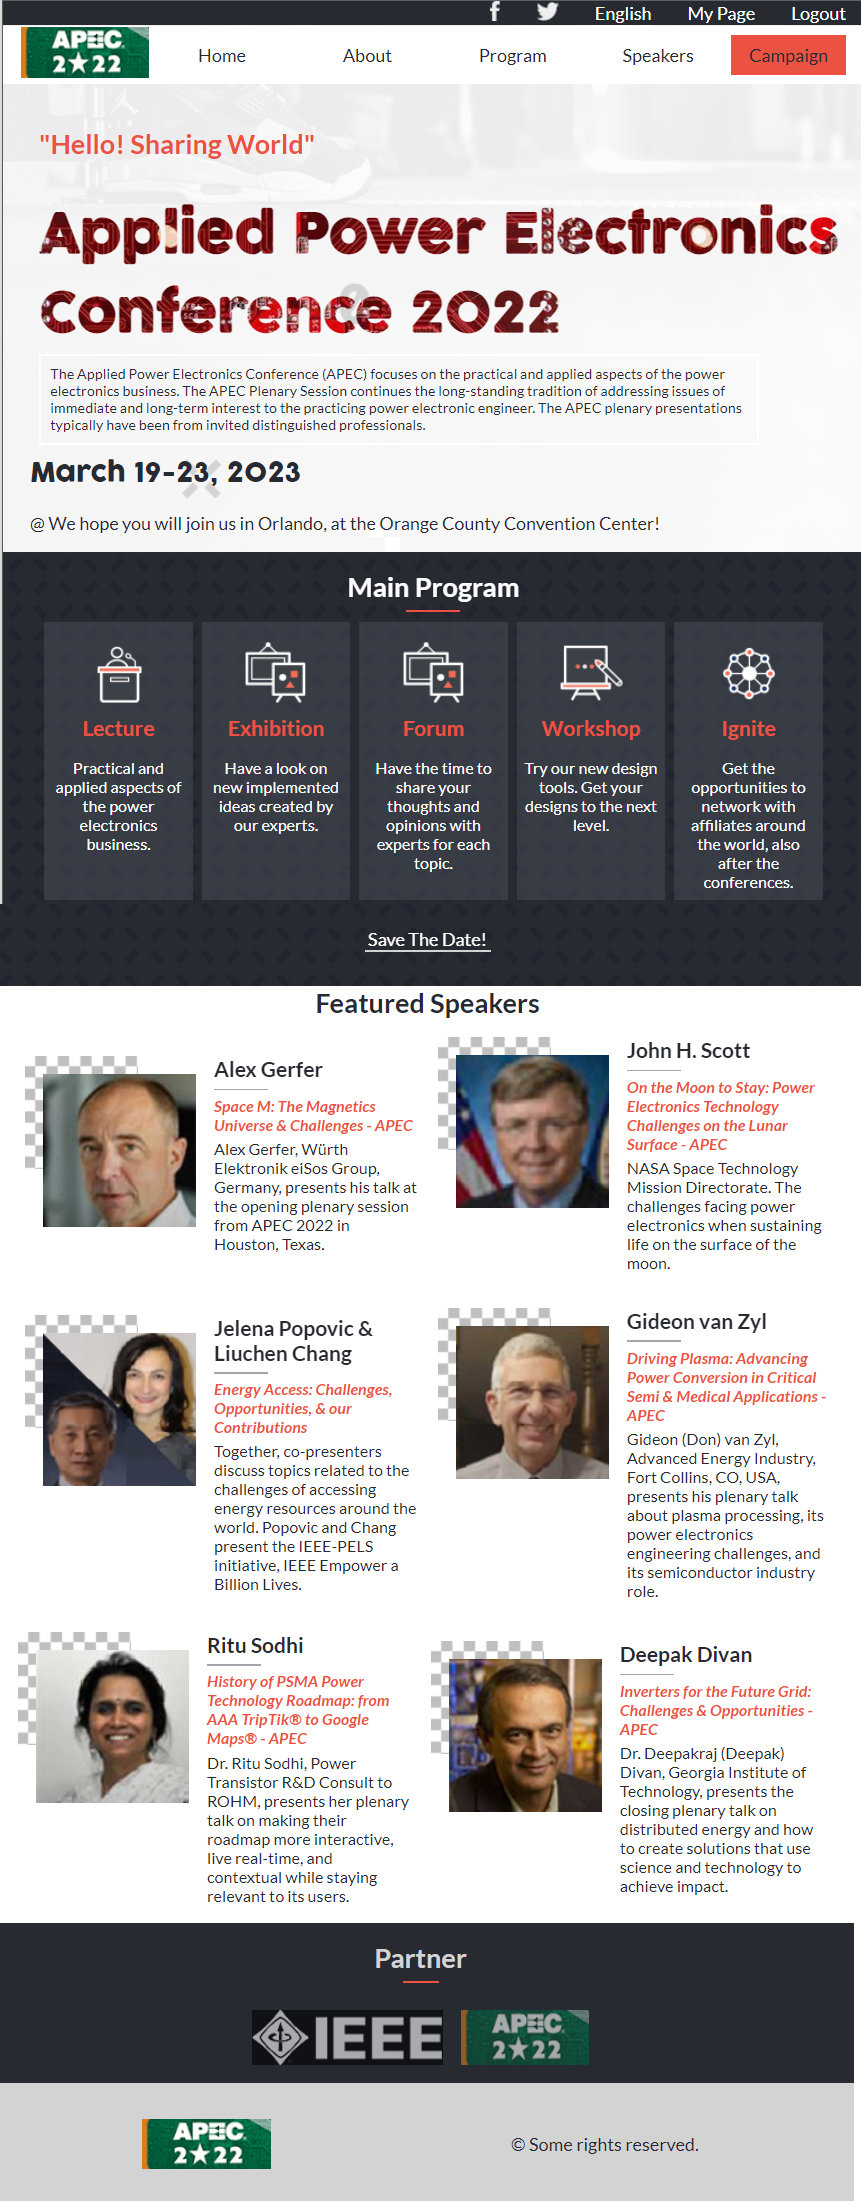 English My Page Logout
APEC.
2★22
Home About Program Speakers Campaign
"Hello! Sharing World"
Applied Power Electronics
Conference 2022
The Applied Power Electronics Conference (APEC) focuses on the practical and applied aspects of the power
electronics business. The APEC Plenary Session continues the long-standing tradition of addressing issues of
immediate and long-term interest to the practicing power electronic engineer. The APEC plenary presentations
typically have been from invited distinguished professionals.
March 19-23, 2023
@ We hope you will join us in Orlando, at the Orange County Convention Center!
Main Program
Lecture
Practical and
applied aspects of
the power
electronics
business.
Exhibition
Have a look on
new implemented
ideas created by
our experts.
Forum
Have the time to
share your
thoughts and
opinions with
experts for each
topic.
Workshop
Try our new design
tools. Get your
designs to the next
level.
Ignite
Get the
opportunities to
network with
affiliates around
the world, also
after the
conferences.
Save The Date!
Featured Speakers
Alex Gerfer
Space M: The Magnetics
Universe & Challenges - APEC
Alex Gerfer, Würth
Elektronik eiSos Group,
Germany, presents his talk at
the opening plenary session
from APEC 2022 in
Houston, Texas.
John H. Scott
On the Moon to Stay: Power
Electronics Technology
Challenges on the Lunar
Surface - APEC
NASA Space Technology
Mission Directorate. The
challenges facing power
electronics when sustaining
life on the surface of the
moon.
Jelena Popovic &
Liuchen Chang
Energy Access: Challenges,
Opportunities, & our
Contributions
Together, co-presenters
discuss topics related to the
challenges of accessing
energy resources around the
world. Popovic and Chang
present the IEEE-PELS
initiative, IEEE Empower a
Billion Lives.
Gideon van Zyl
Driving Plasma: Advancing
Power Conversion in Critical
Semi & Medical Applications -
APEC
Gideon (Don) van Zyl,
Advanced Energy Industry,
Fort Collins, CO, USA,
presents his plenary talk
about plasma processing, its
power electronics
engineering challenges, and
its semiconductor industry
role.
Ritu Sodhi
History of PSMA Power
Technology Roadmap: from
AAA TripTik® to Google
Maps® - APEC
Dr. Ritu Sodhi, Power
Transistor R&D Consult to
ROHM, presents her plenary
talk on making their
roadmap more interactive,
live real-time, and
contextual while staying
relevant to its users.
Deepak Divan
Inverters for the Future Grid:
Challenges & Opportunities -
APEC
Dr. Deepakraj (Deepak)
Divan, Georgia Institute of
Technology, presents the
closing plenary talk on
distributed energy and how
to create solutions that use
science and technology to
achieve impact.
Partner
IEEE
APEC.
2★22
APEC.
2★22
© Some rights reserved.